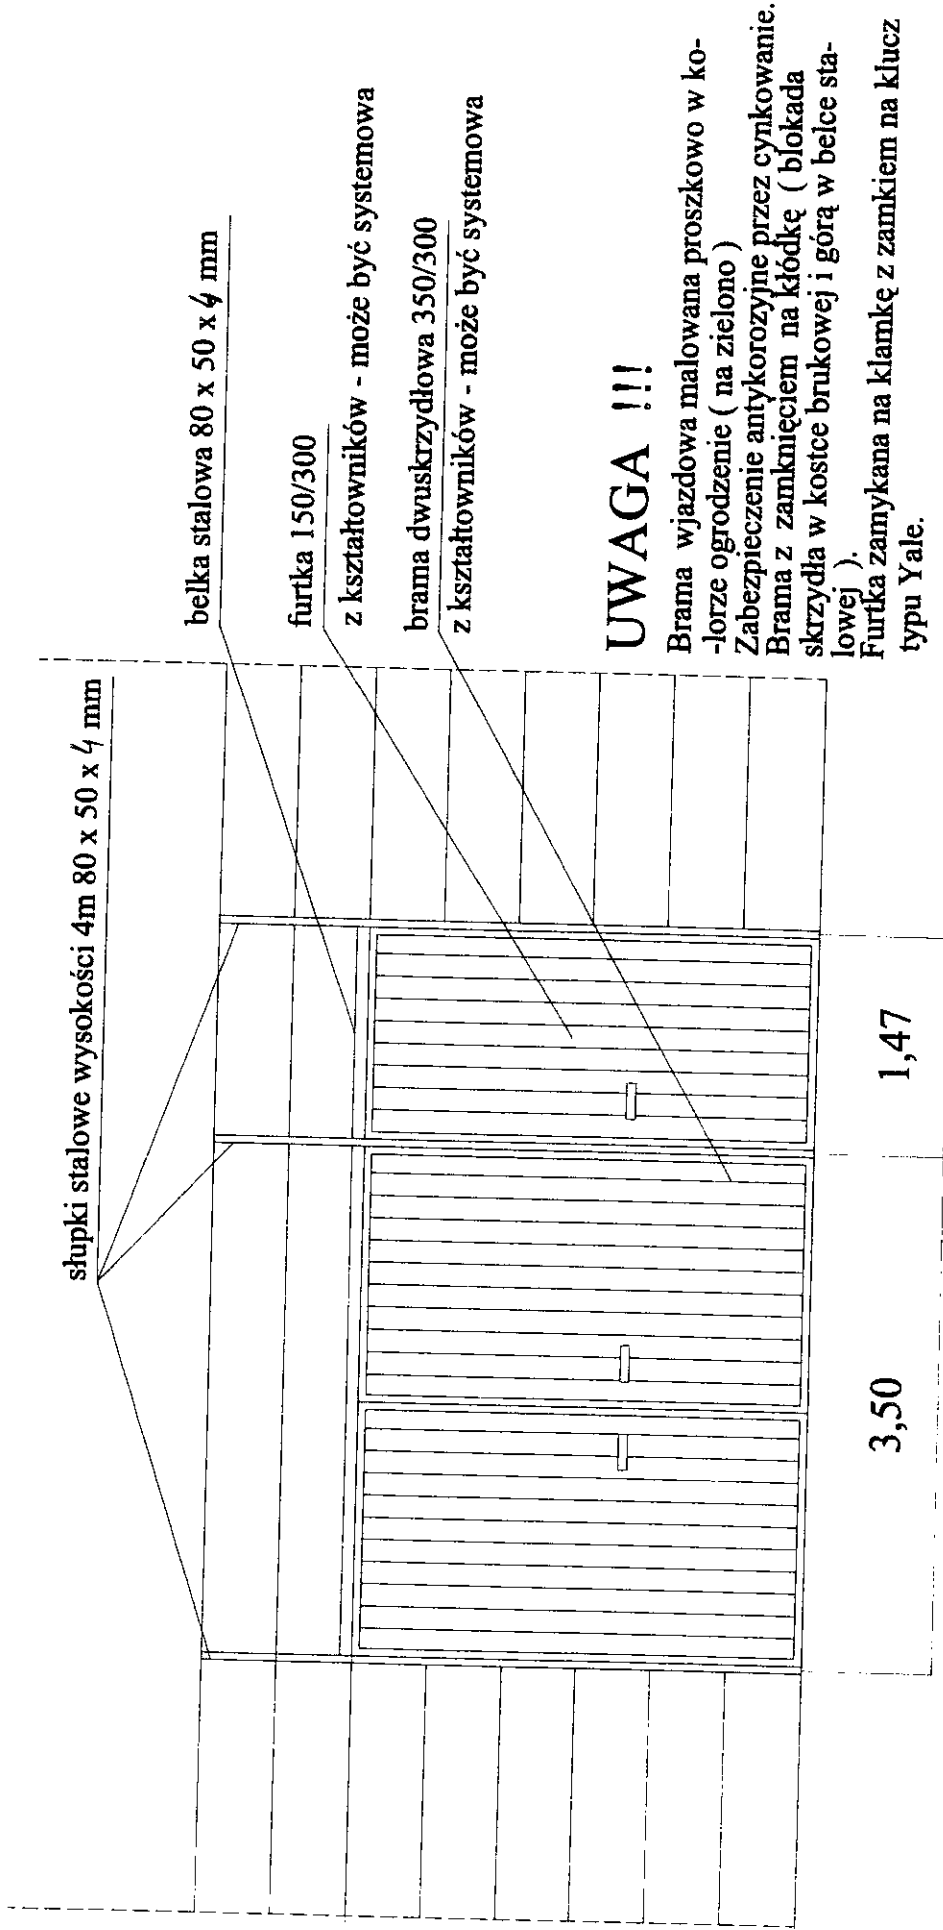 słupki stalowe wysokości 4m 80 x 50 x 4 mm
belka stalowa 80 x 50 x 4 mm
furtka 150/300
z kształtowników - może być systemowa
brama dwuskrzydłowa 350/300
z kształtowników - może być systemowa
UWAGA !!!
Brama wjazdowa malowana proszkowo w ko-
-lorze ogrodzenie ( na zielono )
Zabezpieczenie antykorozyjne przez cynkowanie.
Brama z zamknięciem na kłódkę ( blokada
skrzydła w kostce brukowej i górą w belce sta-
lowej ).
Furtka zamykana na klamkę z zamkiem na klucz
typu Yale.
3,50
1,47